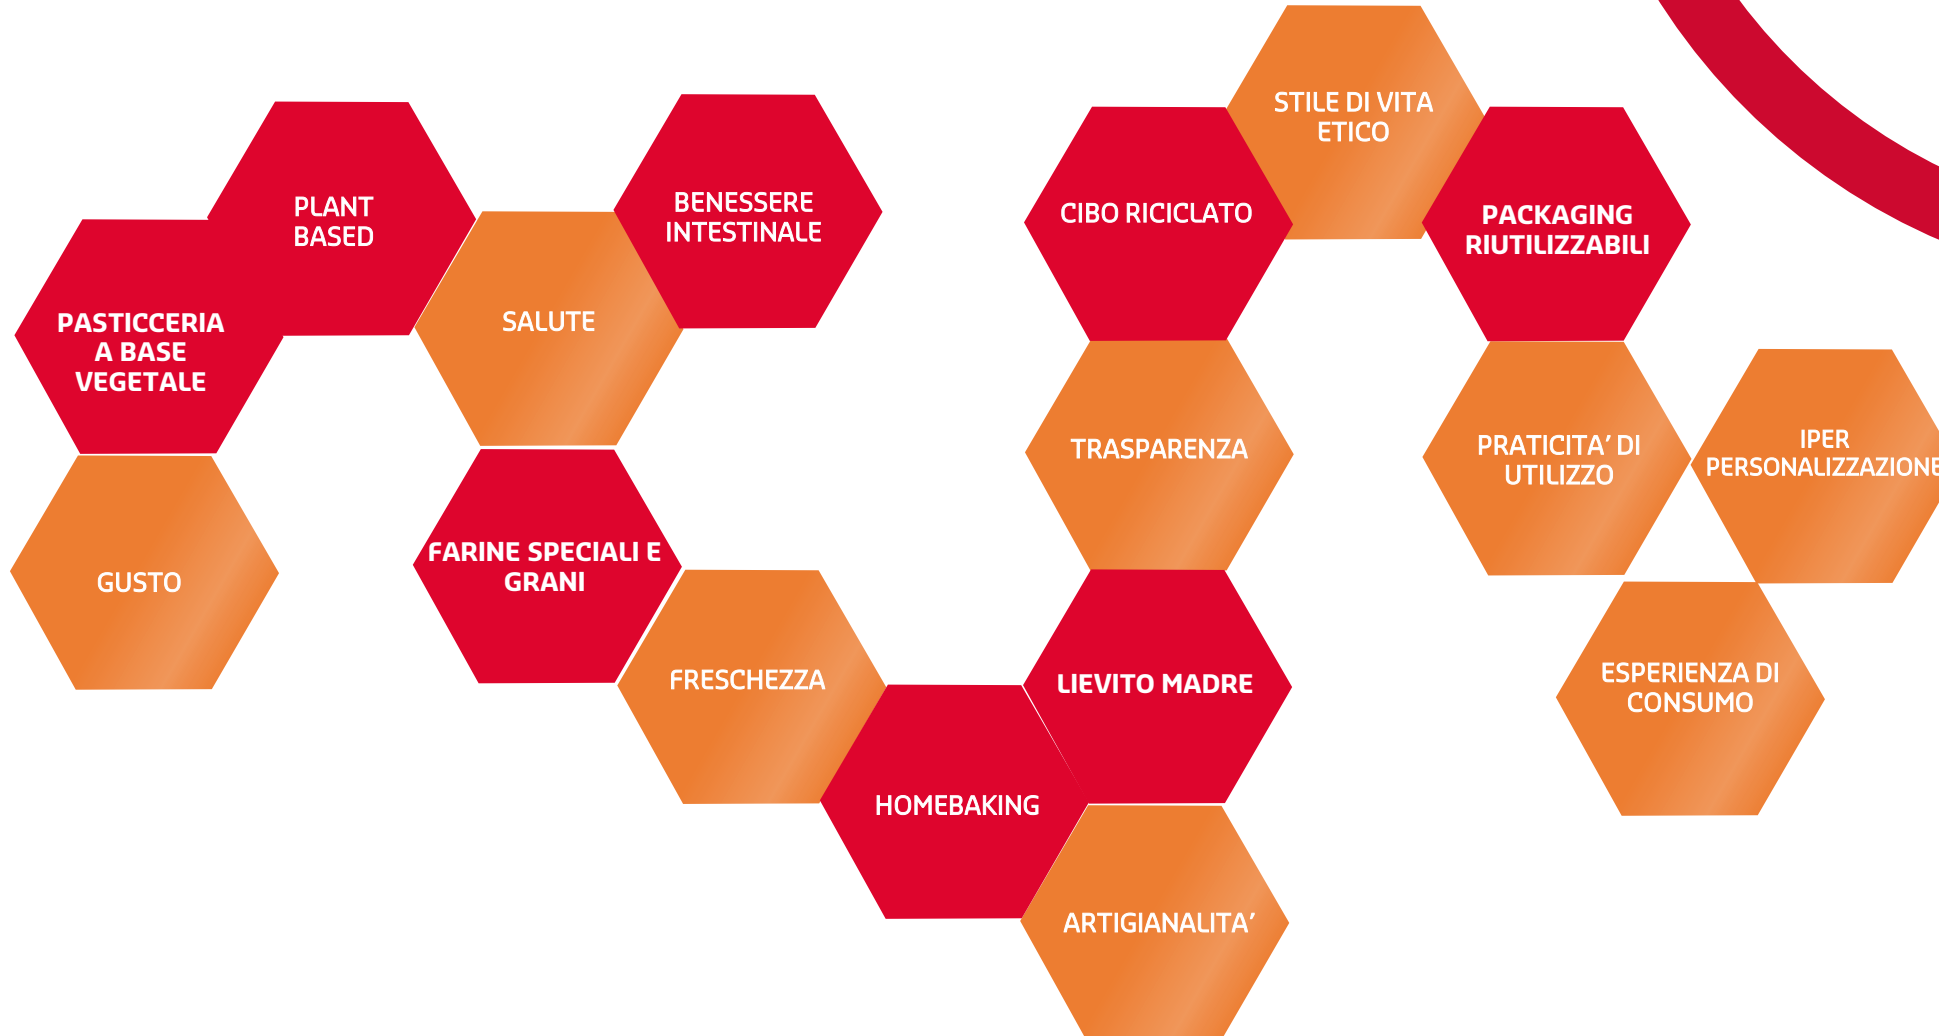 STILE DI VITA
ETICO
PLANT
BASED
BENESSERE
INTESTINALE
CIBO RICICLATO
PACKAGING
RIUTILIZZABILI
PASTICCERIA
A BASE
VEGETALE
SALUTE
TRASPARENZA
PRATICITA’ DI
UTILIZZO
IPER
PERSONALIZZAZIONE
GUSTO
FARINE SPECIALI E
GRANI
FRESCHEZZA
LIEVITO MADRE
ESPERIENZA DI
CONSUMO
HOMEBAKING
ARTIGIANALITA’